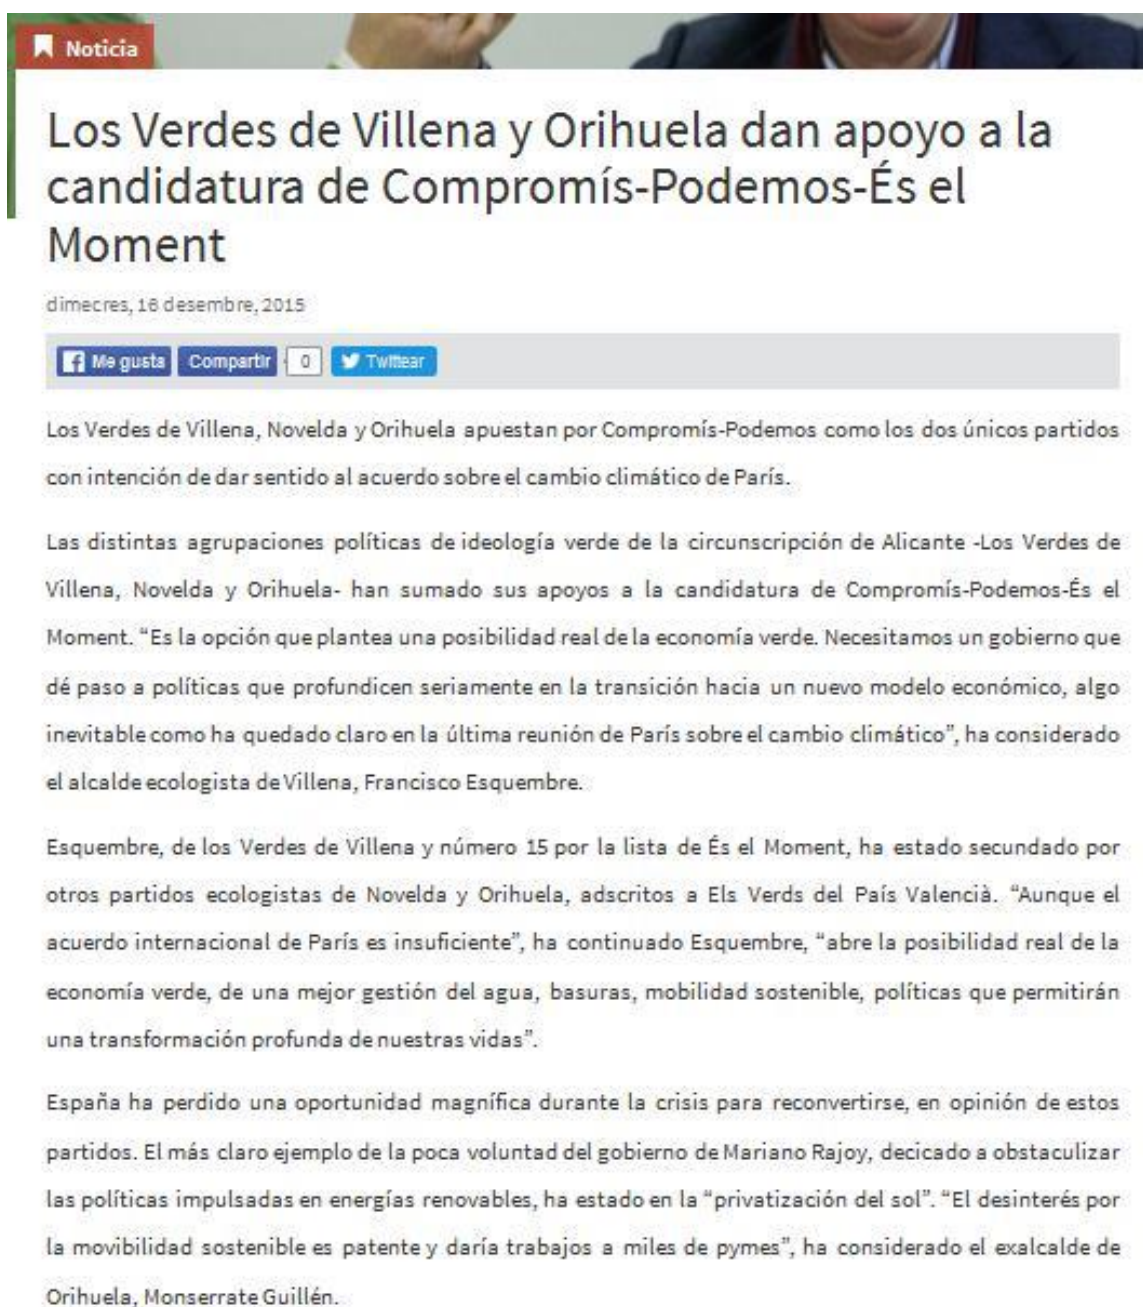 Noticia
Los Verdes de Villena y Orihuela dan apoyo a la
candidatura de Compromís-Podemos-És el
Moment
dimecres, 16 desembre, 2015
Me gusta Compartir 0 Twittear
Los Verdes de Villena, Novelda y Orihuela apuestan por Compromís-Podemos como los dos únicos partidos
con intención de dar sentido al acuerdo sobre el cambio climático de París.
Las distintas agrupaciones políticas de ideología verde de la circunscripción de Alicante -Los Verdes de
Villena, Novelda y Orihuela- han sumado sus apoyos a la candidatura de Compromís-Podemos-És el
Moment. “Es la opción que plantea una posibilidad real de la economía verde. Necesitamos un gobierno que
dé paso a políticas que profundicen seriamente en la transición hacia un nuevo modelo económico, algo
inevitable como ha quedado claro en la última reunión de París sobre el cambio climático”, ha considerado
el alcalde ecologista de Villena, Francisco Esquembre.
Esquembre, de los Verdes de Villena y número 15 por la lista de És el Moment, ha estado secundado por
otros partidos ecologistas de Novelda y Orihuela, adscritos a Els Verds del País Valencià. “Aunque el
acuerdo internacional de París es insuficiente”, ha continuado Esquembre, “abre la posibilidad real de la
economía verde, de una mejor gestión del agua, basuras, mobilidad sostenible, políticas que permitirán
una transformación profunda de nuestras vidas”.
España ha perdido una oportunidad magnífica durante la crisis para reconvertirse, en opinión de estos
partidos. El más claro ejemplo de la poca voluntad del gobierno de Mariano Rajoy, decicado a obstaculizar
las políticas impulsadas en energías renovables, ha estado en la “privatización del sol”. “El desinterés por
la movibilidad sostenible es patente y daría trabajos a miles de pymes”, ha considerado el exalcalde de
Orihuela, Monserrate Guillén.